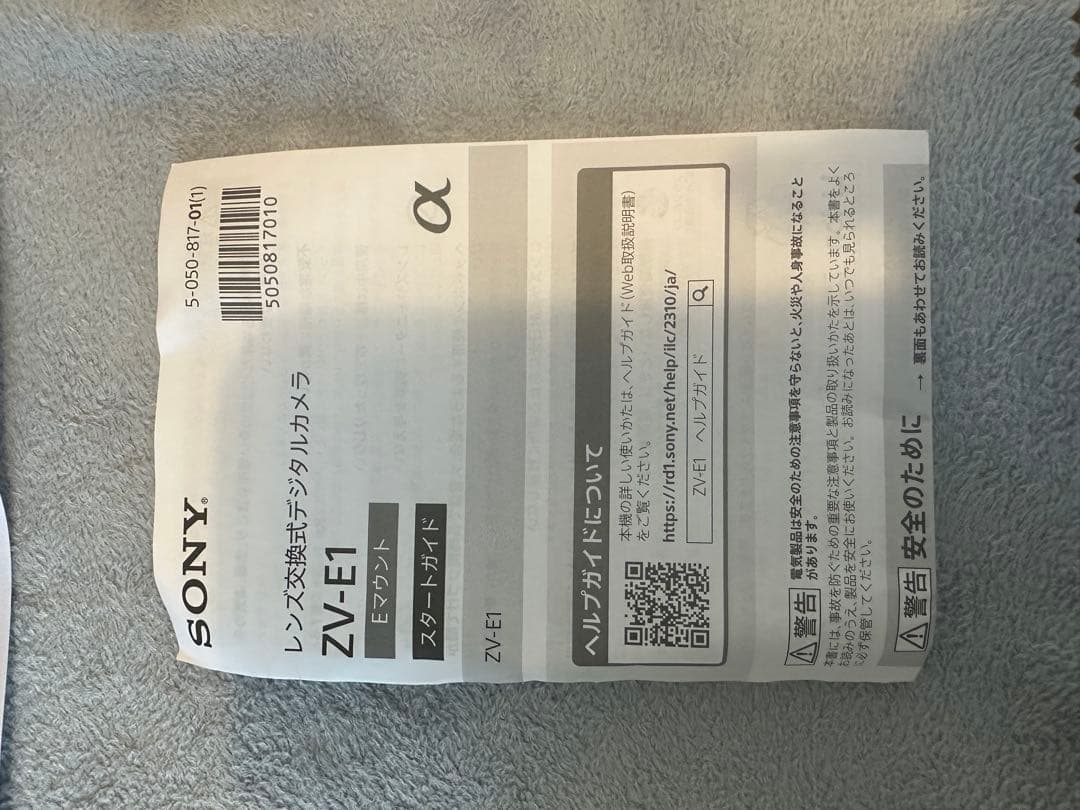 SONY®
5-050-817-01(1)
5050817010
レンズ交換式デジタルカメラ
ZV-E1
Eマウント
スタートガイド
α
ZV-E1
ヘルプガイドについて
本機の詳しい使いかたは、ヘルプガイド(Web取扱説明書)
をご覧ください。
https://rd1.sony.net/help/ilc/2310/ja/
ZV-E1 ヘルプガイド
警告
電気製品は安全のための注意事項を守らないと、火災や人身事故になること
があります。
本書には、事故を防ぐための重要な注意事項と製品の取り扱いかたを示しています。本書をよく
お読みのうえ、製品を安全にお使いください。お読みになったあとは、いつでも見られるところ
に必ず保管してください。
警告 安全のために → 裏面もあわせてお読みください。